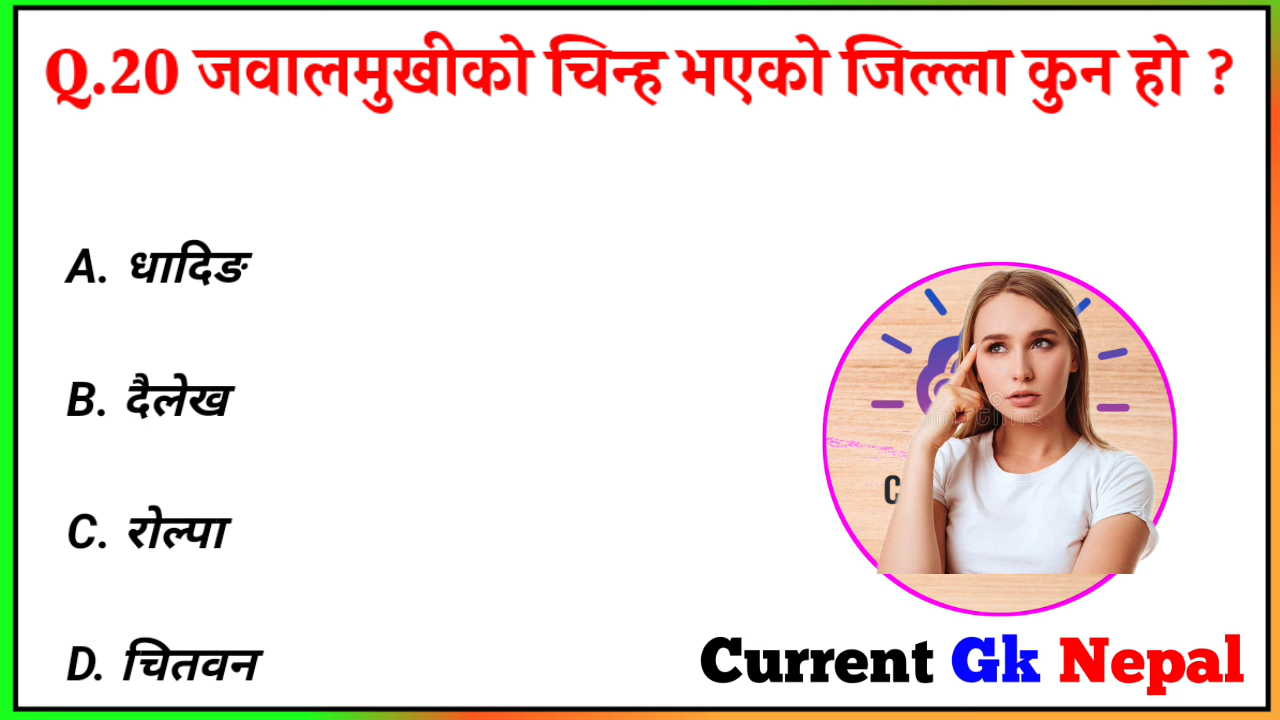 Q.20 जवालमुखीको चिन्ह भएको जिल्ला कुन हो ?
A. धादिङ
B. दैलेख
C. रोल्पा
D. चितवन
C
Current Gk Nepal